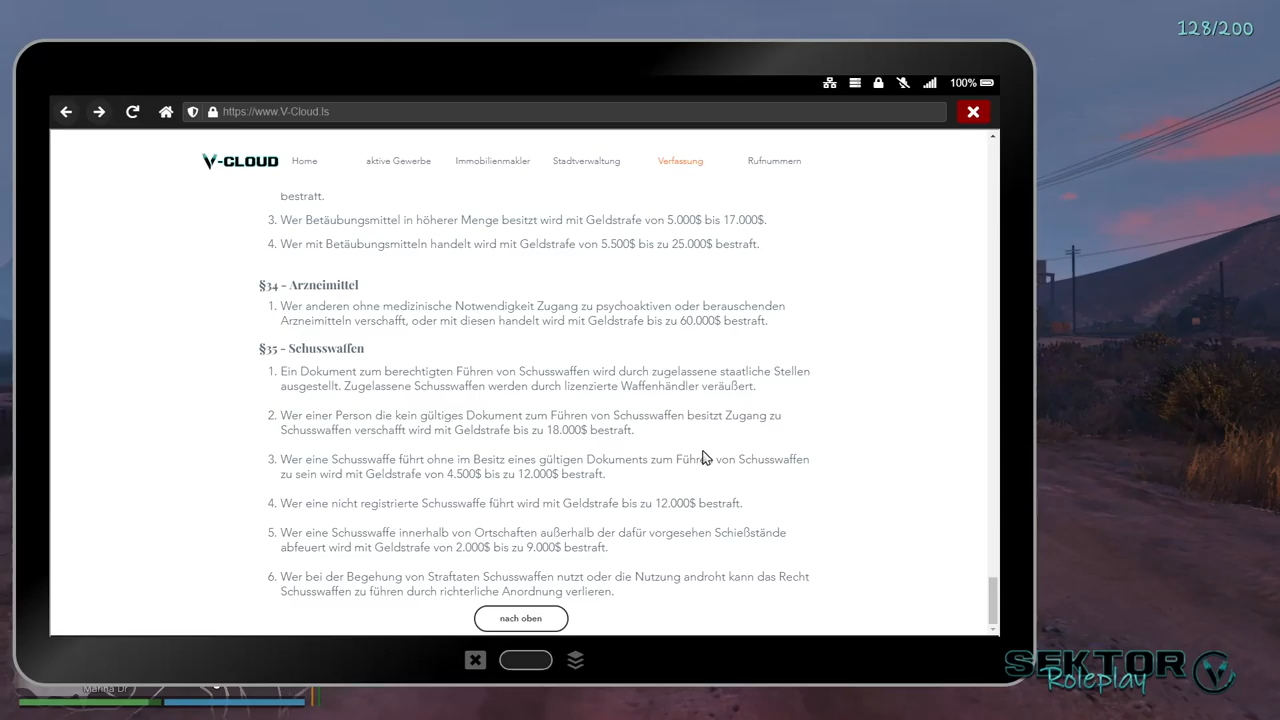 128/200
100%
https://www.V-Cloud.ls
V-CLOUD Home aktive Gewerbe Immobilienmakler Stadtverwaltung Verfassung Rufnummern
bestraft.
3. Wer Betäubungsmittel in höherer Menge besitzt wird mit Geldstrafe von 5.000$ bis 17.000$.
4. Wer mit Betäubungsmitteln handelt wird mit Geldstrafe von 5.500$ bis zu 25.000$ bestraft.
§34 - Arzneimittel
1. Wer anderen ohne medizinische Notwendigkeit Zugang zu psychoaktiven oder berauschenden
Arzneimitteln verschafft, oder mit diesen handelt wird mit Geldstrafe bis zu 60.000$ bestraft.
§35 - Schusswaffen
1. Ein Dokument zum berechtigten Führen von Schusswaffen wird durch zugelassene staatliche Stellen
ausgestellt. Zugelassene Schusswaffen werden durch lizenzierte Waffenhändler veräußert.
2. Wer einer Person die kein gültiges Dokument zum Führen von Schusswaffen besitzt Zugang zu
Schusswaffen verschafft wird mit Geldstrafe bis zu 18.000$ bestraft.
3. Wer eine Schusswaffe führt ohne im Besitz eines gültigen Dokuments zum Führen von Schusswaffen
zu sein wird mit Geldstrafe von 4.500$ bis zu 12.000$ bestraft.
4. Wer eine nicht registrierte Schusswaffe führt wird mit Geldstrafe bis zu 12.000$ bestraft.
5. Wer eine Schusswaffe innerhalb von Ortschaften außerhalb der dafür vorgesehen Schießstände
abfeuert wird mit Geldstrafe von 2.000$ bis zu 9.000$ bestraft.
6. Wer bei der Begehung von Straftaten Schusswaffen nutzt oder die Nutzung androht kann das Recht
Schusswaffen zu führen durch richterliche Anordnung verlieren.
nach oben
SEKTOR
Roleplay
Marina Dr